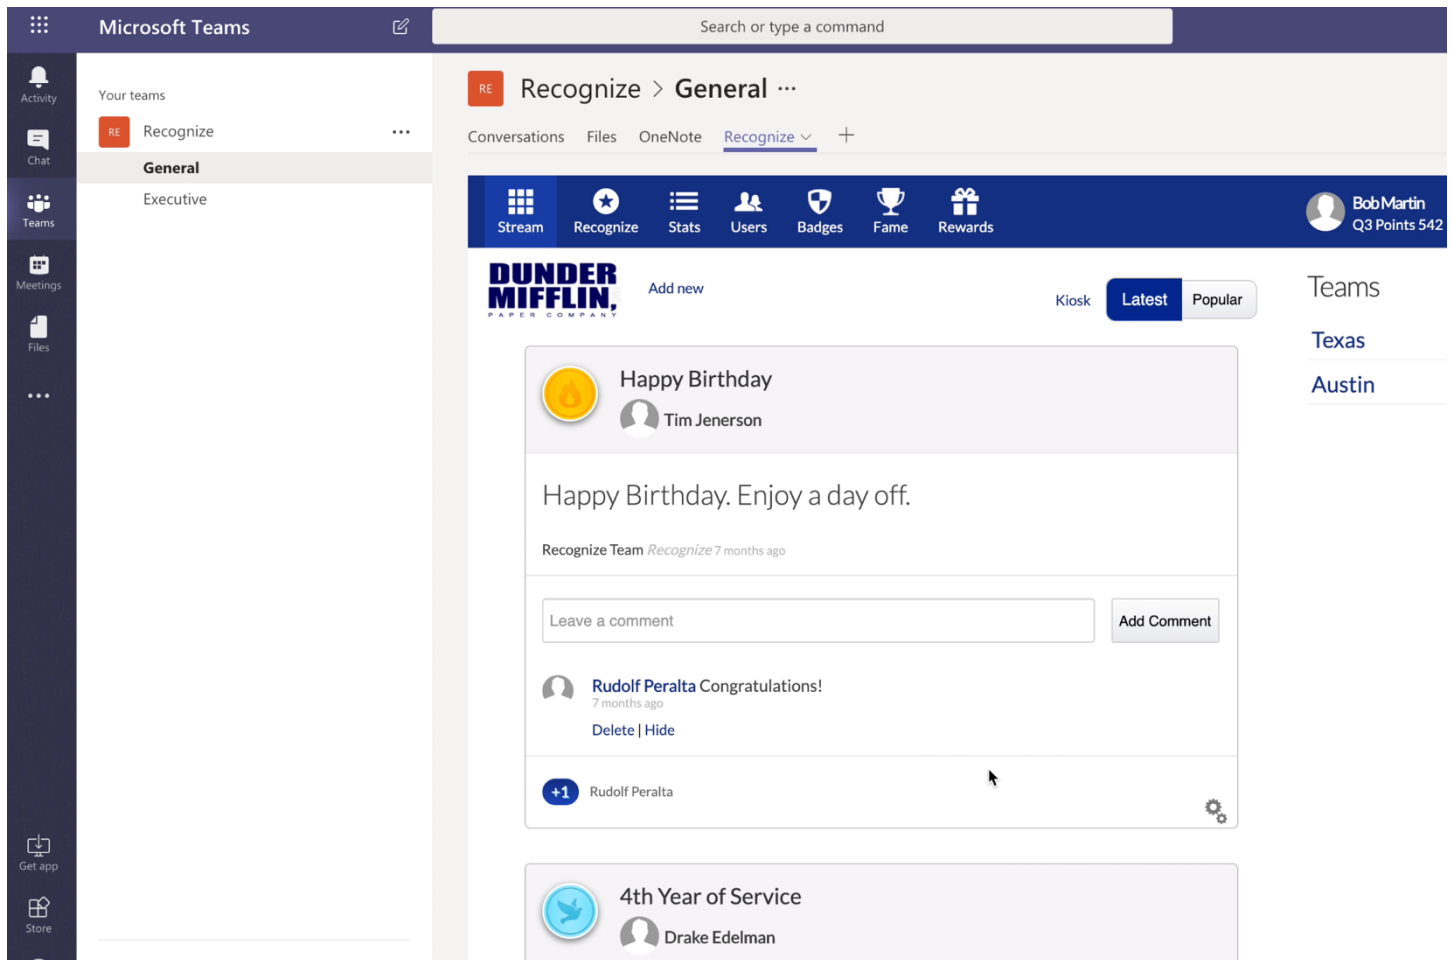 Microsoft Teams
Search or type a command
Activity
Chat
Teams
Meetings
Files
Get app
Store
Your teams
RE Recognize
General
Executive
RE Recognize > General
Conversations Files OneNote Recognize
Stream Recognize Stats Users Badges Fame Rewards
Bob Martin
Q3 Points 542
DUNDER
MIFFLIN,
PAPER COMPANY
Add new
Kiosk Latest Popular
Teams
Texas
Austin
Happy Birthday
Tim Jenerson
Happy Birthday. Enjoy a day off.
Recognize Team Recognize 7 months ago
Leave a comment Add Comment
Rudolf Peralta Congratulations!
7 months ago
Delete | Hide
+1 Rudolf Peralta
4th Year of Service
Drake Edelman